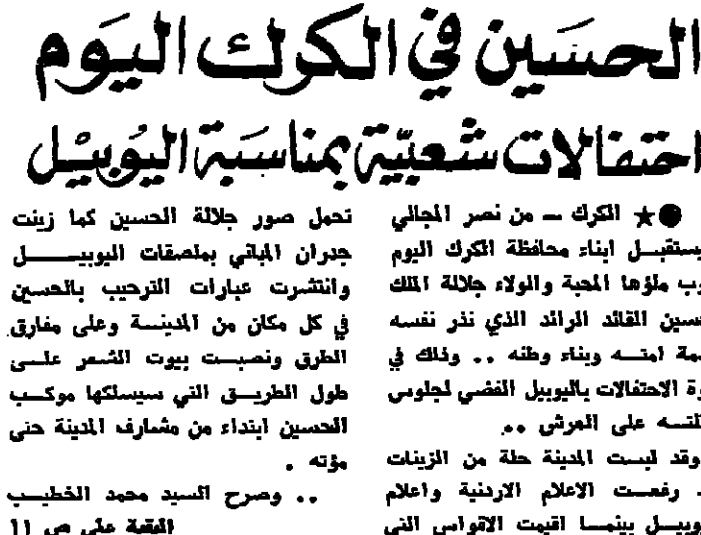 الحسين في الكرك اليوم
احتفالات شعبية بمناسبة اليوبيل
● ★ الكرك ــ من نصر المجالي
يستقبل ابناء محافظة الكرك اليوم
ملؤها المحبة والولاء جلالة الملك
القائد الرائد الذي نذر نفسه
امته وبناء وطنه .. وذلك في
الاحتفالات باليوبيل الفضي لجلوس
على العرش ..
وقد لبست المدينة حلة من الزينات
. رفعت الاعلام الاردنية واعلام
بينما اقيمت الاقواس التي
تحمل صور جلالة الحسين كما زينت
جدران المباني بملصقات اليوبيل
وانتشرت عبارات الترحيب بالحسين
في كل مكان من المدينة وعلى مفارق
الطرق ونصبت بيوت الشعر على
طول الطريق التي سيسلكها موكب
الحسين ابتداء من مشارف المدينة حتى
مؤته .
.. وصرح السيد محمد الخطيب
البقية على ص 11